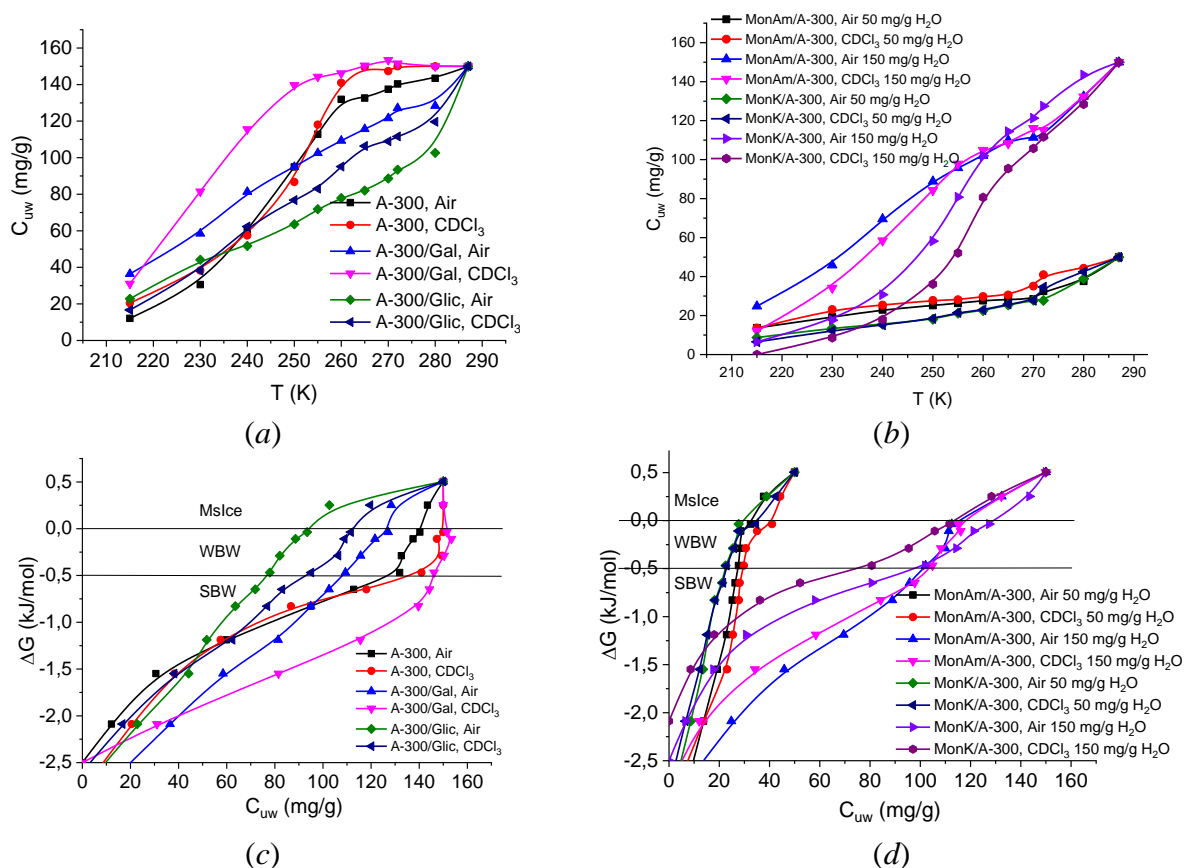 160
140
120
100
80
60
40
20
0
C_uw (mg/g)
210 220 230 240 250 260 270 280 290
T (K)
A-300, Air
A-300, CDCl₃
A-300/Gal, Air
A-300/Gal, CDCl₃
A-300/Glic, Air
A-300/Glic, CDCl₃
(a)
MonAm/A-300, Air 50 mg/g H₂O
MonAm/A-300, CDCl₃ 50 mg/g H₂O
MonAm/A-300, Air 150 mg/g H₂O
MonAm/A-300, CDCl₃ 150 mg/g H₂O
MonK/A-300, Air 50 mg/g H₂O
MonK/A-300, CDCl₃ 50 mg/g H₂O
MonK/A-300, Air 150 mg/g H₂O
MonK/A-300, CDCl₃ 150 mg/g H₂O
160
140
120
100
80
60
40
20
0
C_uw (mg/g)
210 220 230 240 250 260 270 280 290
T (K)
(b)
0,5
0,0
-0,5
-1,0
-1,5
-2,0
-2,5
ΔG (kJ/mol)
MsIce
WBW
SBW
A-300, Air
A-300, CDCl₃
A-300/Gal, Air
A-300/Gal, CDCl₃
A-300/Glic, Air
A-300/Glic, CDCl₃
0 20 40 60 80 100 120 140 160
C_uw (mg/g)
(c)
0,5
0,0
-0,5
-1,0
-1,5
-2,0
-2,5
ΔG (kJ/mol)
MsIce
WBW
SBW
MonAm/A-300, Air 50 mg/g H₂O
MonAm/A-300, CDCl₃ 50 mg/g H₂O
MonAm/A-300, Air 150 mg/g H₂O
MonAm/A-300, CDCl₃ 150 mg/g H₂O
MonK/A-300, Air 50 mg/g H₂O
MonK/A-300, CDCl₃ 50 mg/g H₂O
MonK/A-300, Air 150 mg/g H₂O
MonK/A-300, CDCl₃ 150 mg/g H₂O
0 20 40 60 80 100 120 140 160
C_uw (mg/g)
(d)